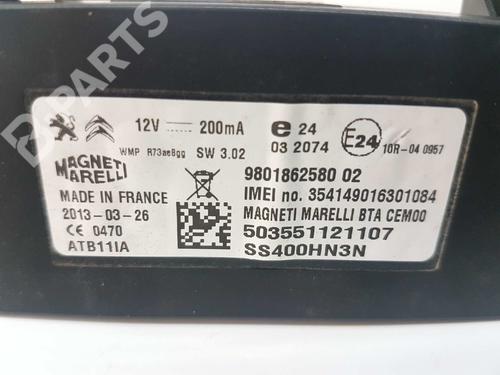 12V 200mA
WMP R73ae8gg SW 3.02
e 24
03 2074
E24
10R-04 0957
MAGNETI
MARELLI
MADE IN FRANCE
2013-03-26
CE 0470
ATB11IA
9801862580 02
IMEI no. 354149016301084
MAGNETI MARELLI BTA CEM00
503551121107
SS400HN3N
B-PARTS